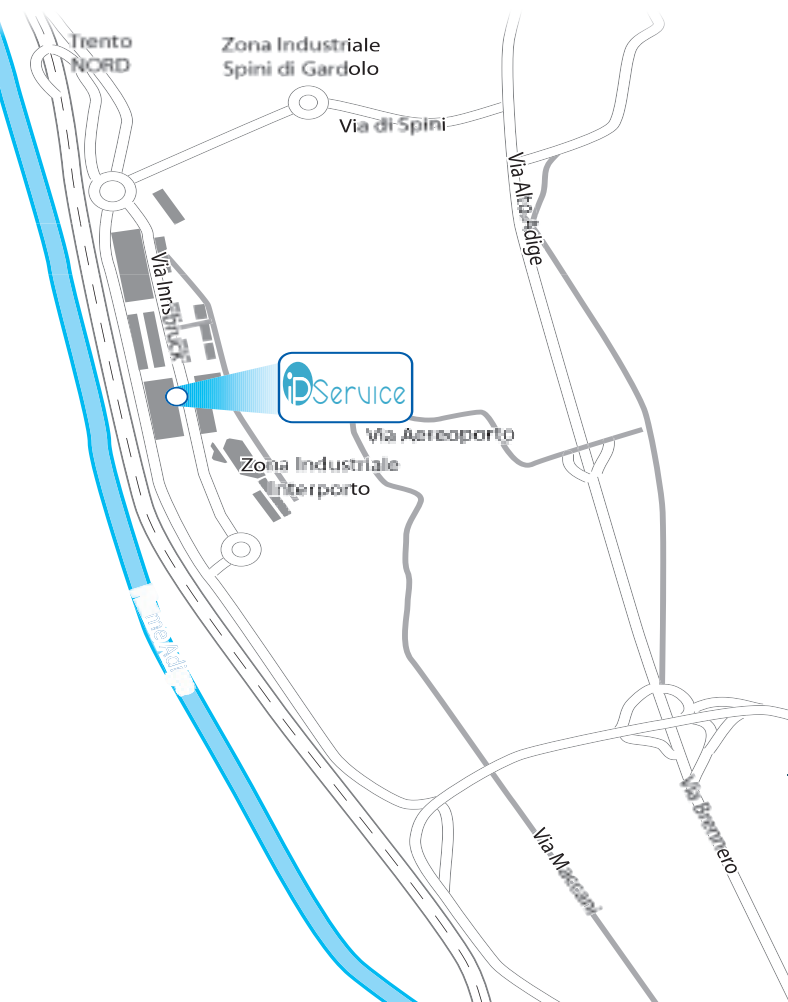 Trento
NORD
Zona Industriale
Spini di Gardolo
Via di Spini
Via Alto Adige
Via Innsbruck
iDService
Via Aereoporto
Zona Industriale
Interporto
Via Brennero
Via Maccani